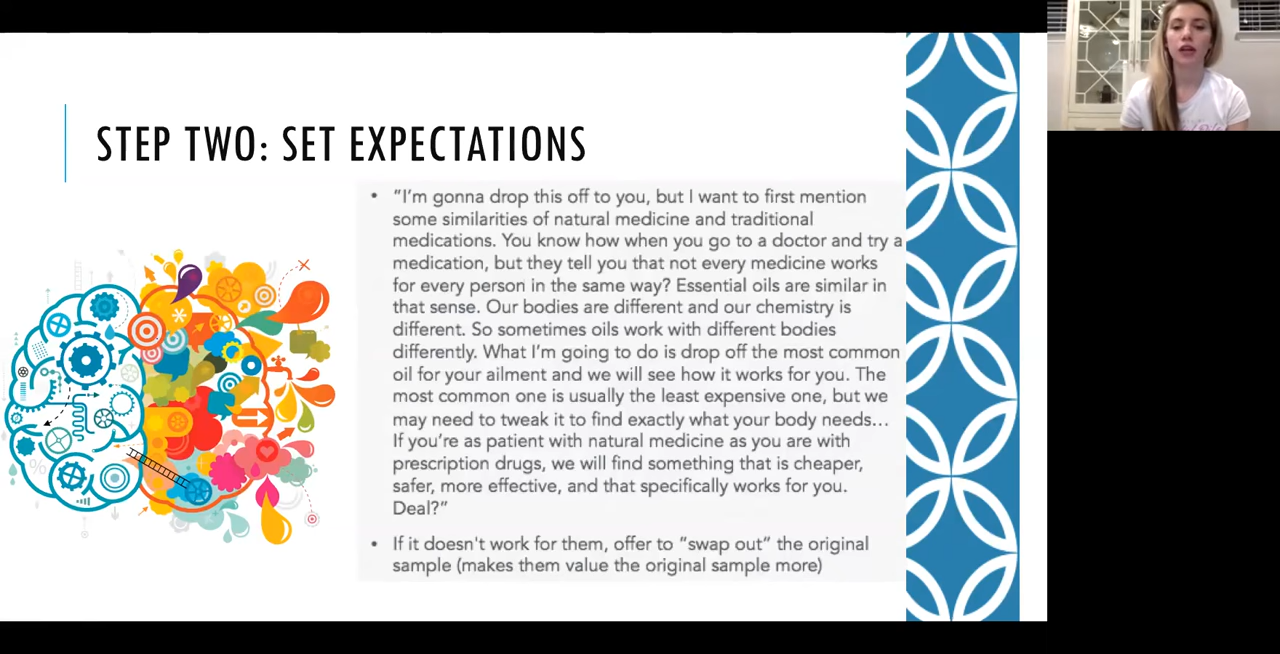 STEP TWO: SET EXPECTATIONS
• “I’m gonna drop this off to you, but I want to first mention
some similarities of natural medicine and traditional
medications. You know how when you go to a doctor and try a
medication, but they tell you that not every medicine works
for every person in the same way? Essential oils are similar in
that sense. Our bodies are different and our chemistry is
different. So sometimes oils work with different bodies
differently. What I’m going to do is drop off the most common
oil for your ailment and we will see how it works for you. The
most common one is usually the least expensive one, but we
may need to tweak it to find exactly what your body needs…
If you’re as patient with natural medicine as you are with
prescription drugs, we will find something that is cheaper,
safer, more effective, and that specifically works for you.
Deal?”
• If it doesn't work for them, offer to “swap out” the original
sample (makes them value the original sample more)